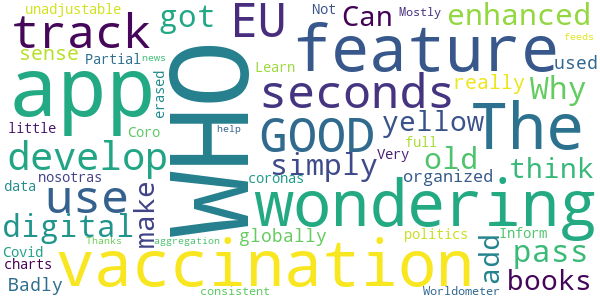 unadjustable
track
got
EU
Can
Not
Mostly
enhanced
sense
Partial
news
feature
Learn
feeds
app
erased
WHO
seconds
really
used
Why
little
Coro
help
GOOD
yellow
The
develop
simply
Very
full
old
think
data
nosotras
use
make
coronas
organized
wondering
digital
Thanks
aggregation
globally
politics
add
Inform
pass
Covid
charts
Badly
vaccination
consistent
Worldometer
books